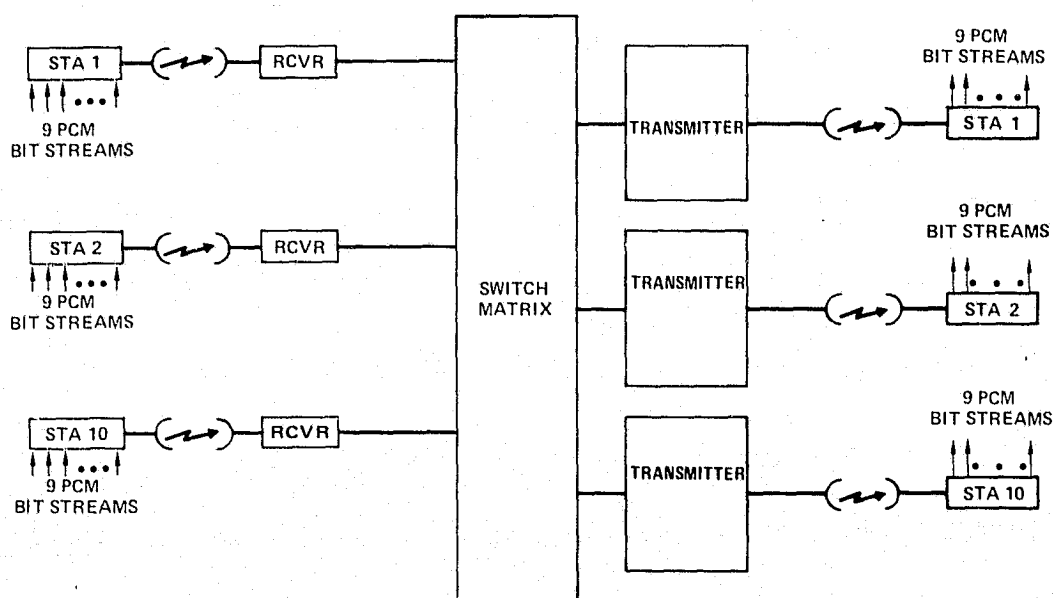 STA 1
RCVR
9 PCM
BIT STREAMS
STA 2
RCVR
9 PCM
BIT STREAMS
STA 10
RCVR
9 PCM
BIT STREAMS
SWITCH
MATRIX
TRANSMITTER
9 PCM
BIT STREAMS
STA 1
TRANSMITTER
9 PCM
BIT STREAMS
STA 2
TRANSMITTER
9 PCM
BIT STREAMS
STA 10